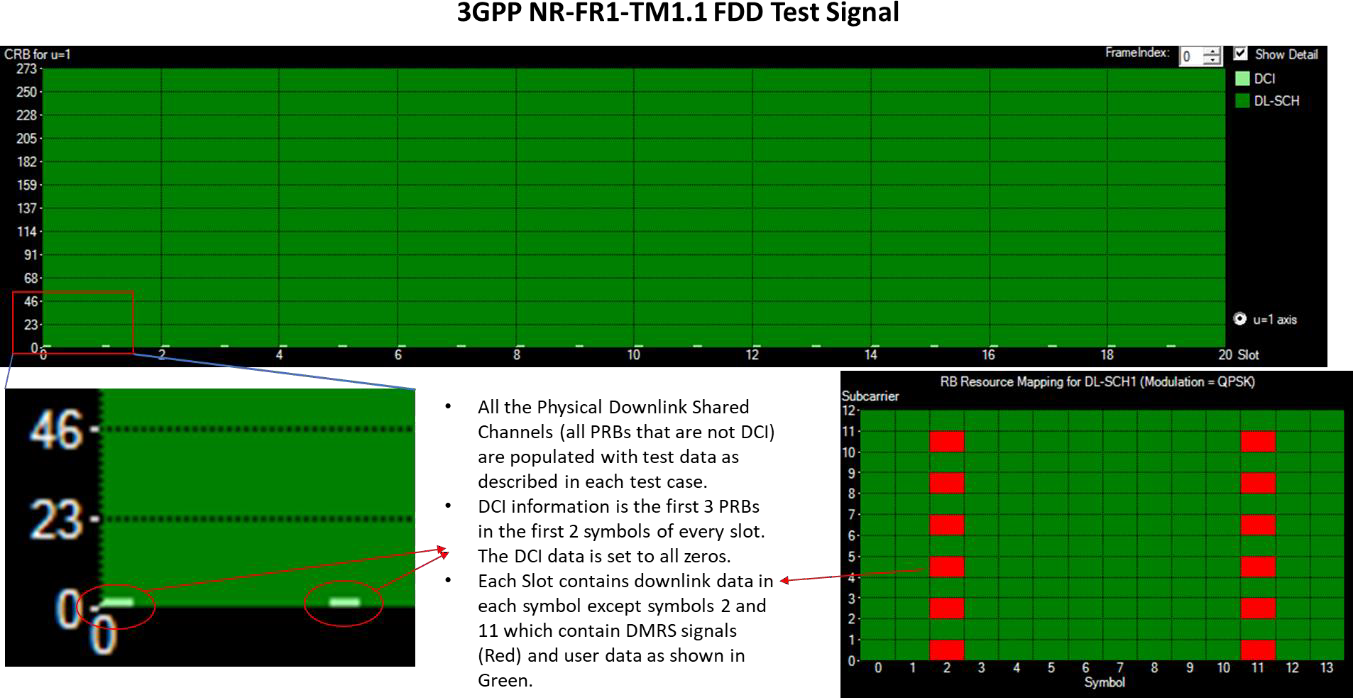 3GPP NR-FR1-TM1.1 FDD Test Signal
CRB for u=1
FrameIndex: 0
Show Detail
DCI
DL-SCH
273
250
228
205
182
159
137
114
91
68
46
23
0
u=1 axis
0 2 4 6 8 10 12 14 16 18 20 Slot
46
23
0
0
• All the Physical Downlink Shared
Channels (all PRBs that are not DCI)
are populated with test data as
described in each test case.
• DCI information is the first 3 PRBs
in the first 2 symbols of every slot.
The DCI data is set to all zeros.
• Each Slot contains downlink data in
each symbol except symbols 2 and
11 which contain DMRS signals
(Red) and user data as shown in
Green.
RB Resource Mapping for DL-SCH1 (Modulation = QPSK)
Subcarrier
12
11
10
9
8
7
6
5
4
3
2
1
0
0 1 2 3 4 5 6 7 8 9 10 11 12 13
Symbol